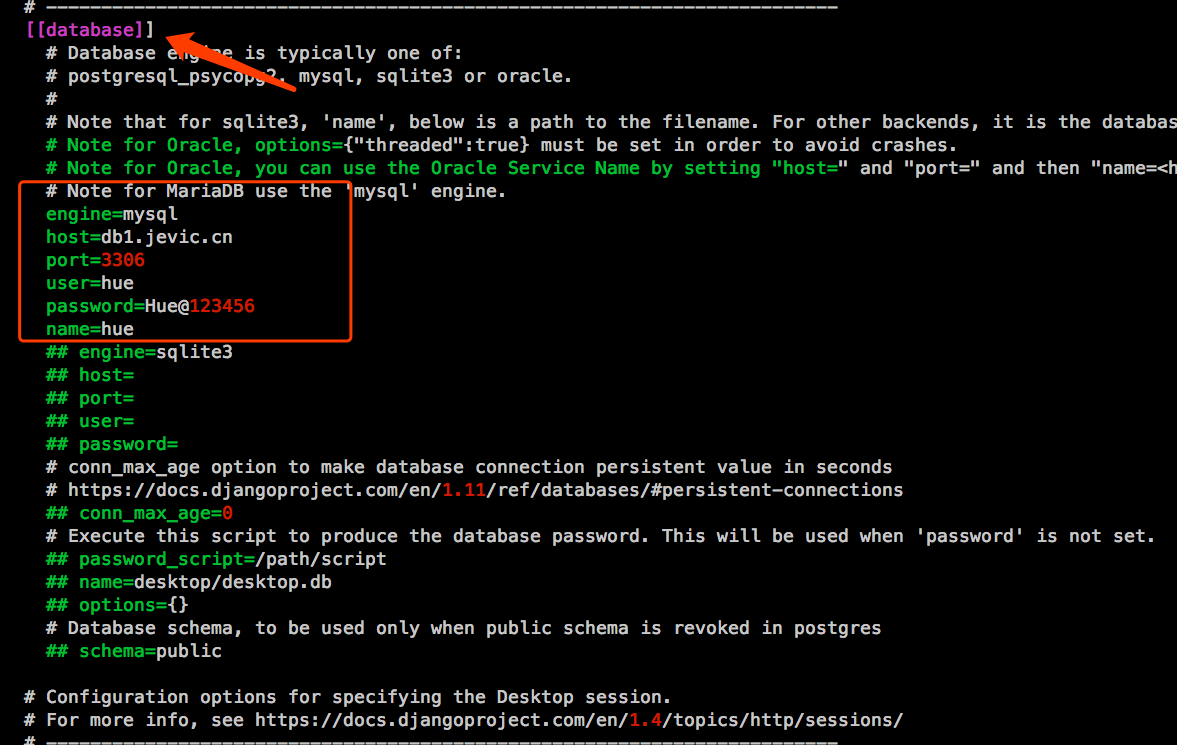 # ------------------------------------------------------------------------
[[database]]
# Database engine is typically one of:
# postgresql_psycopg2, mysql, sqlite3 or oracle.
#
# Note that for sqlite3, 'name', below is a path to the filename. For other backends, it is the databas
# Note for Oracle, options={"threaded":true} must be set in order to avoid crashes.
# Note for Oracle, you can use the Oracle Service Name by setting "host=" and "port=" and then "name=<h
# Note for MariaDB use the 'mysql' engine.
engine=mysql
host=db1.jevic.cn
port=3306
user=hue
password=Hue@123456
name=hue
## engine=sqlite3
## host=
## port=
## user=
## password=
# conn_max_age option to make database connection persistent value in seconds
# https://docs.djangoproject.com/en/1.11/ref/databases/#persistent-connections
## conn_max_age=0
# Execute this script to produce the database password. This will be used when 'password' is not set.
## password_script=/path/script
## name=desktop/desktop.db
## options={}
# Database schema, to be used only when public schema is revoked in postgres
## schema=public
# Configuration options for specifying the Desktop session.
# For more info, see https://docs.djangoproject.com/en/1.4/topics/http/sessions/
# ------------------------------------------------------------------------